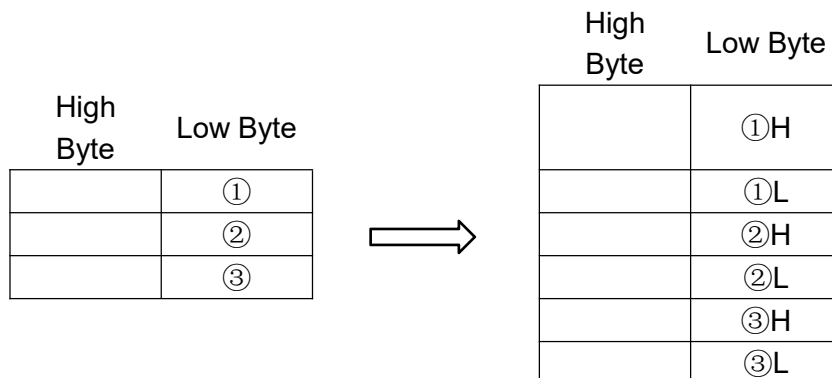 High
Byte
Low Byte
①
②
③
High
Byte
Low Byte
①H
①L
②H
②L
③H
③L